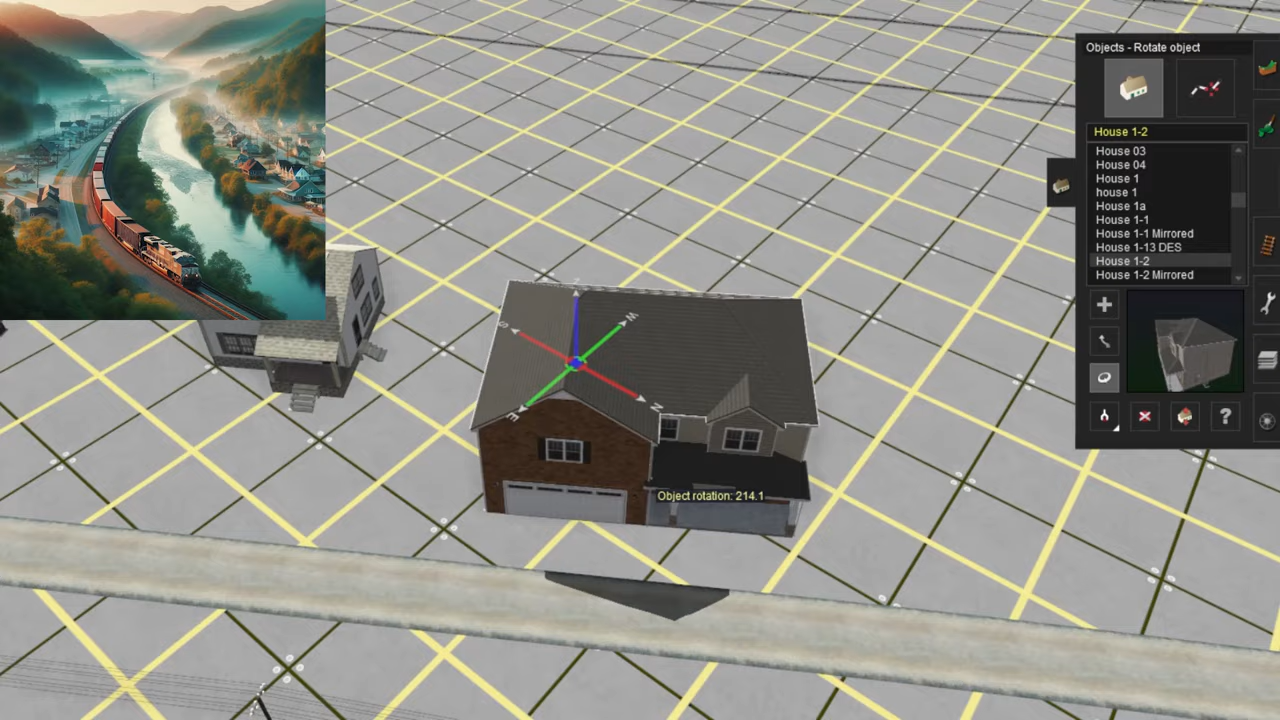 Objects - Rotate object
House 1-2
House 03
House 04
House 1
house 1
House 1a
House 1-1
House 1-1 Mirrored
House 1-13 DES
House 1-2
House 1-2 Mirrored
?
S
W
E
N
Object rotation: 214.1